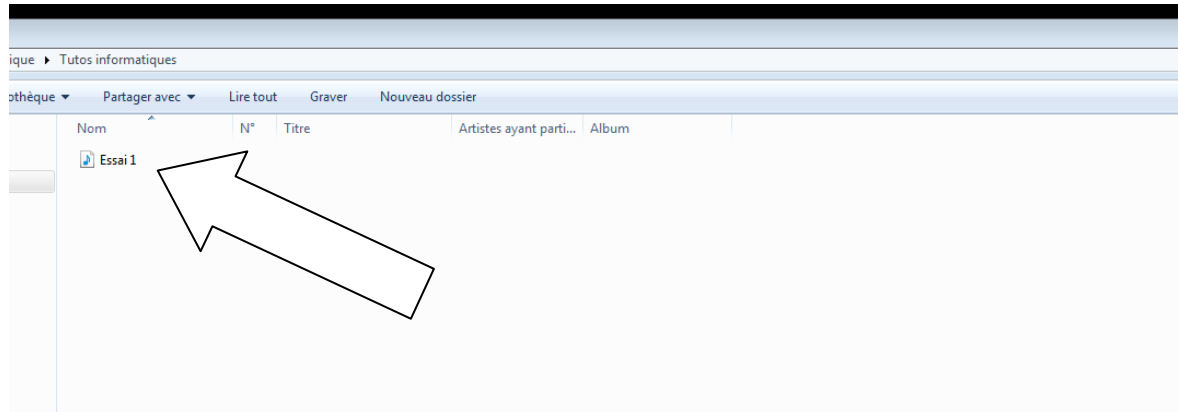 ique ▸ Tutos informatiques
othèque ▾ Partager avec ▾ Lire tout Graver Nouveau dossier
Nom N° Titre Artistes ayant parti... Album
Essai 1